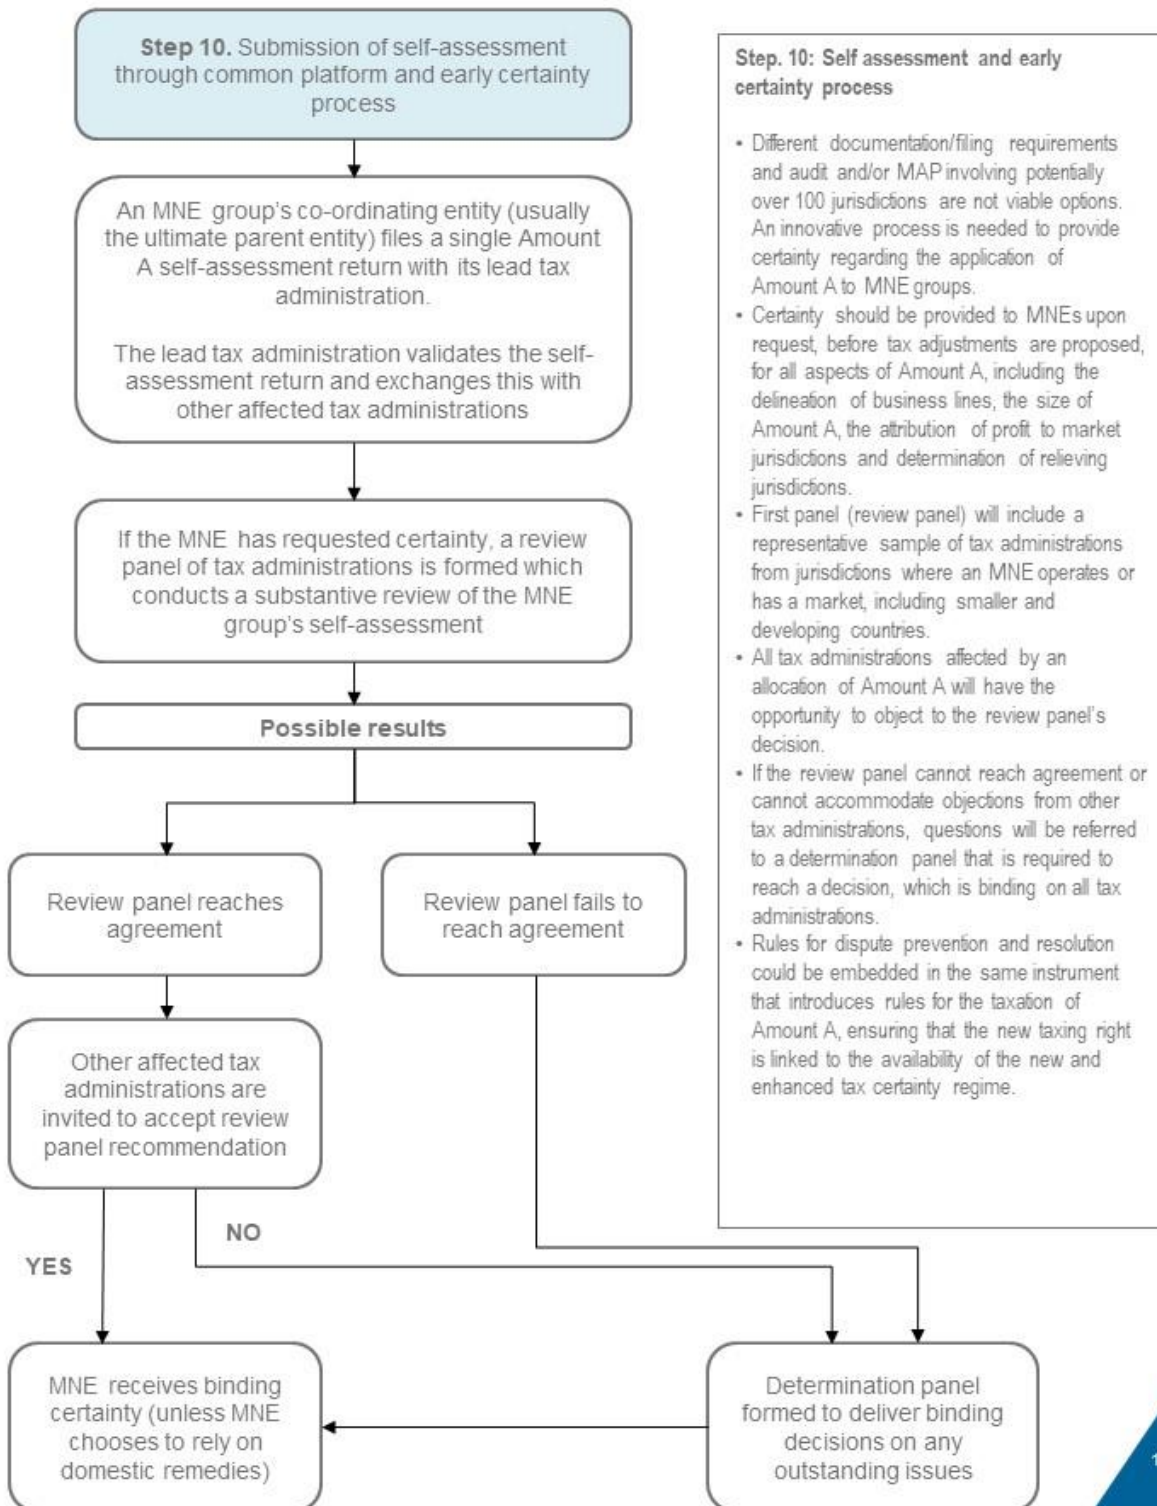 Step 10. Submission of self-assessment
through common platform and early certainty
process
An MNE group's co-ordinating entity (usually
the ultimate parent entity) files a single Amount
A self-assessment return with its lead tax
administration.
The lead tax administration validates the self-
assessment return and exchanges this with
other affected tax administrations
If the MNE has requested certainty, a review
panel of tax administrations is formed which
conducts a substantive review of the MNE
group's self-assessment
Possible results
Review panel reaches
agreement
Review panel fails to
reach agreement
Other affected tax
administrations are
invited to accept review
panel recommendation
NO
YES
MNE receives binding
certainty (unless MNE
chooses to rely on
domestic remedies)
Determination panel
formed to deliver binding
decisions on any
outstanding issues
Step. 10: Self assessment and early
certainty process
• Different documentation/filing requirements
and audit and/or MAP involving potentially
over 100 jurisdictions are not viable options.
An innovative process is needed to provide
certainty regarding the application of
Amount A to MNE groups.
• Certainty should be provided to MNEs upon
request, before tax adjustments are proposed,
for all aspects of Amount A, including the
delineation of business lines, the size of
Amount A, the attribution of profit to market
jurisdictions and determination of relieving
jurisdictions.
• First panel (review panel) will include a
representative sample of tax administrations
from jurisdictions where an MNE operates or
has a market, including smaller and
developing countries.
• All tax administrations affected by an
allocation of Amount A will have the
opportunity to object to the review panel's
decision.
• If the review panel cannot reach agreement or
cannot accommodate objections from other
tax administrations, questions will be referred
to a determination panel that is required to
reach a decision, which is binding on all tax
administrations.
• Rules for dispute prevention and resolution
could be embedded in the same instrument
that introduces rules for the taxation of
Amount A, ensuring that the new taxing right
is linked to the availability of the new and
enhanced tax certainty regime.